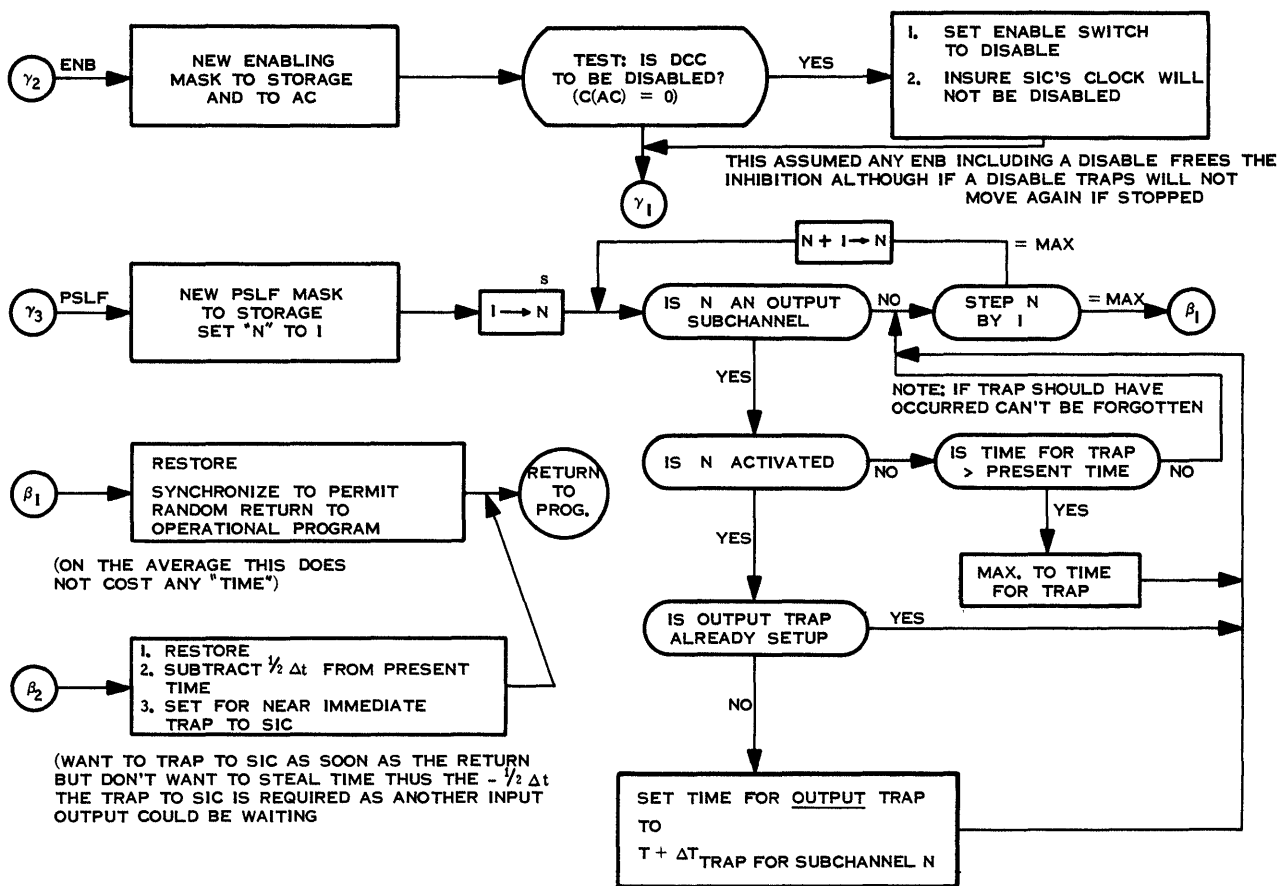 γ2
ENB
NEW ENABLING
MASK TO STORAGE
AND TO AC
TEST: IS DCC
TO BE DISABLED?
(C(AC) = 0)
YES
1. SET ENABLE SWITCH
TO DISABLE
2. INSURE SIC'S CLOCK WILL
NOT BE DISABLED
THIS ASSUMED ANY ENB INCLUDING A DISABLE FREES THE
INHIBITION ALTHOUGH IF A DISABLE TRAPS WILL NOT
MOVE AGAIN IF STOPPED
γ1
N + 1 → N
= MAX
γ3
PSLF
NEW PSLF MASK
TO STORAGE
SET "N" TO 1
S
1 → N
IS N AN OUTPUT
SUBCHANNEL
NO
STEP N
BY 1
=MAX
β1
YES
NOTE: IF TRAP SHOULD HAVE
OCCURRED CAN'T BE FORGOTTEN
IS N ACTIVATED
NO
IS TIME FOR TRAP
> PRESENT TIME
NO
YES
YES
MAX. TO TIME
FOR TRAP
β1
RESTORE
SYNCHRONIZE TO PERMIT
RANDOM RETURN TO
OPERATIONAL PROGRAM
RETURN
TO
PROG.
(ON THE AVERAGE THIS DOES
NOT COST ANY "TIME")
IS OUTPUT TRAP
ALREADY SETUP
YES
NO
β2
1. RESTORE
2. SUBTRACT ½ Δt FROM PRESENT
TIME
3. SET FOR NEAR IMMEDIATE
TRAP TO SIC
(WANT TO TRAP TO SIC AS SOON AS THE RETURN
BUT DON'T WANT TO STEAL TIME THUS THE - ½ Δt
THE TRAP TO SIC IS REQUIRED AS ANOTHER INPUT
OUTPUT COULD BE WAITING
SET TIME FOR OUTPUT TRAP
TO
T + ΔT TRAP FOR SUBCHANNEL N